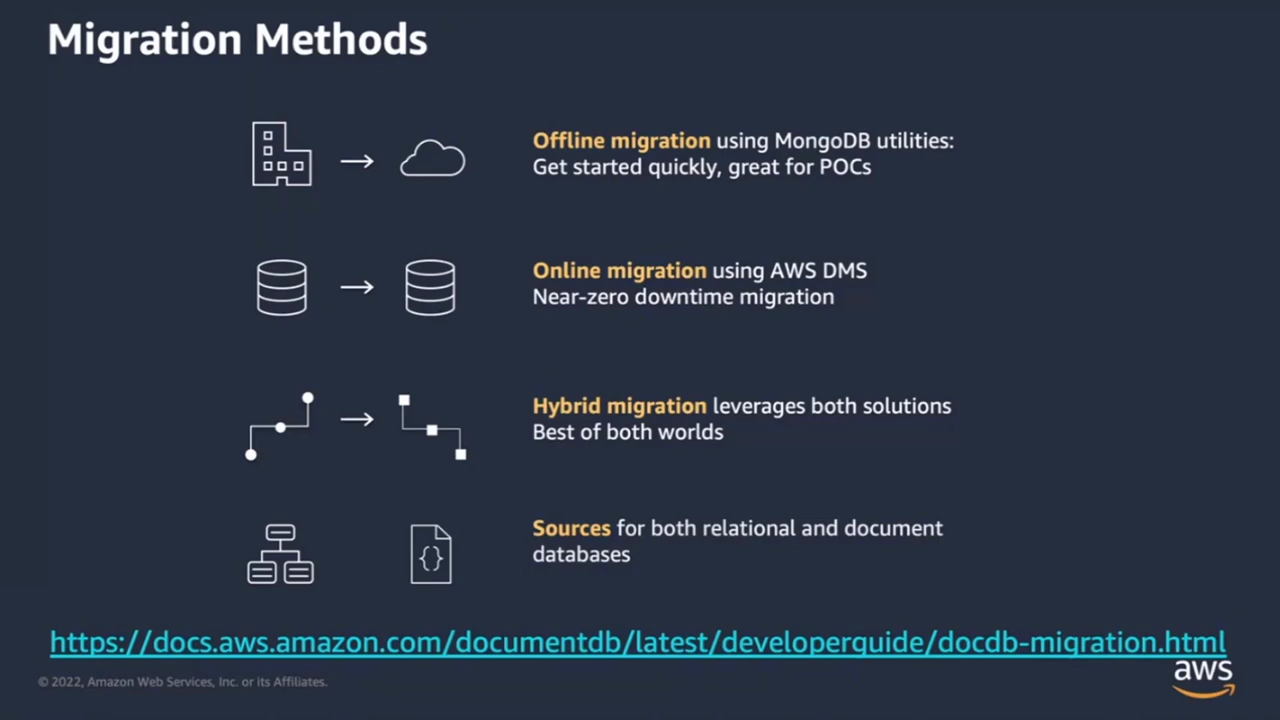 Migration Methods
Offline migration using MongoDB utilities:
Get started quickly, great for POCs
Online migration using AWS DMS
Near-zero downtime migration
Hybrid migration leverages both solutions
Best of both worlds
{}
Sources for both relational and document
databases
https://docs.aws.amazon.com/documentdb/latest/developerguide/docdb-migration.html
© 2022, Amazon Web Services, Inc. or its Affiliates.
aws